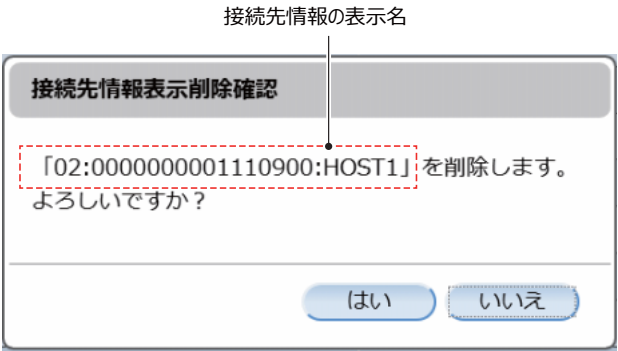 接続先情報の表示名
接続先情報表示削除確認
「02:0000000001110900:HOST1」を削除します。
よろしいですか？
はい
いいえ